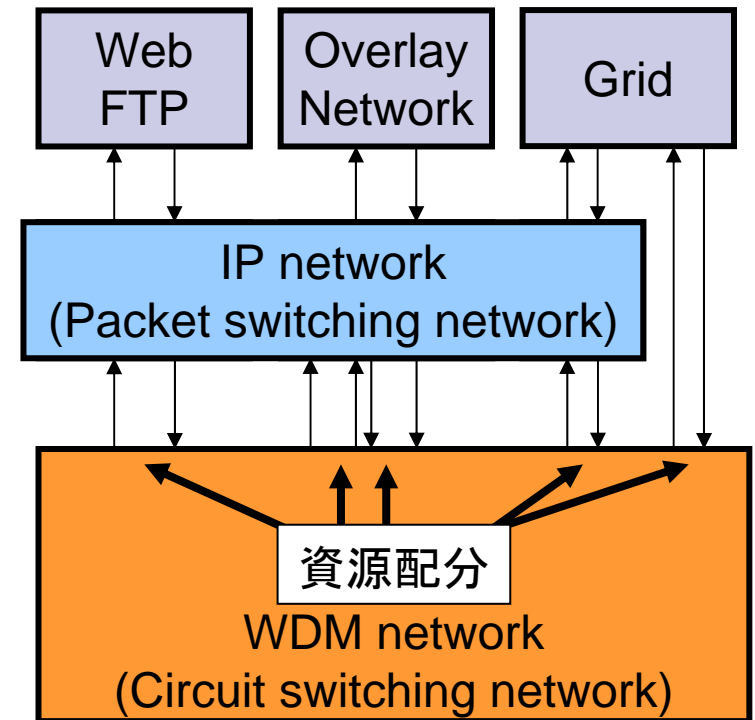 Web
FTP
Overlay
Network
Grid
IP network
(Packet switching network)
資源配分
WDM network
(Circuit switching network)